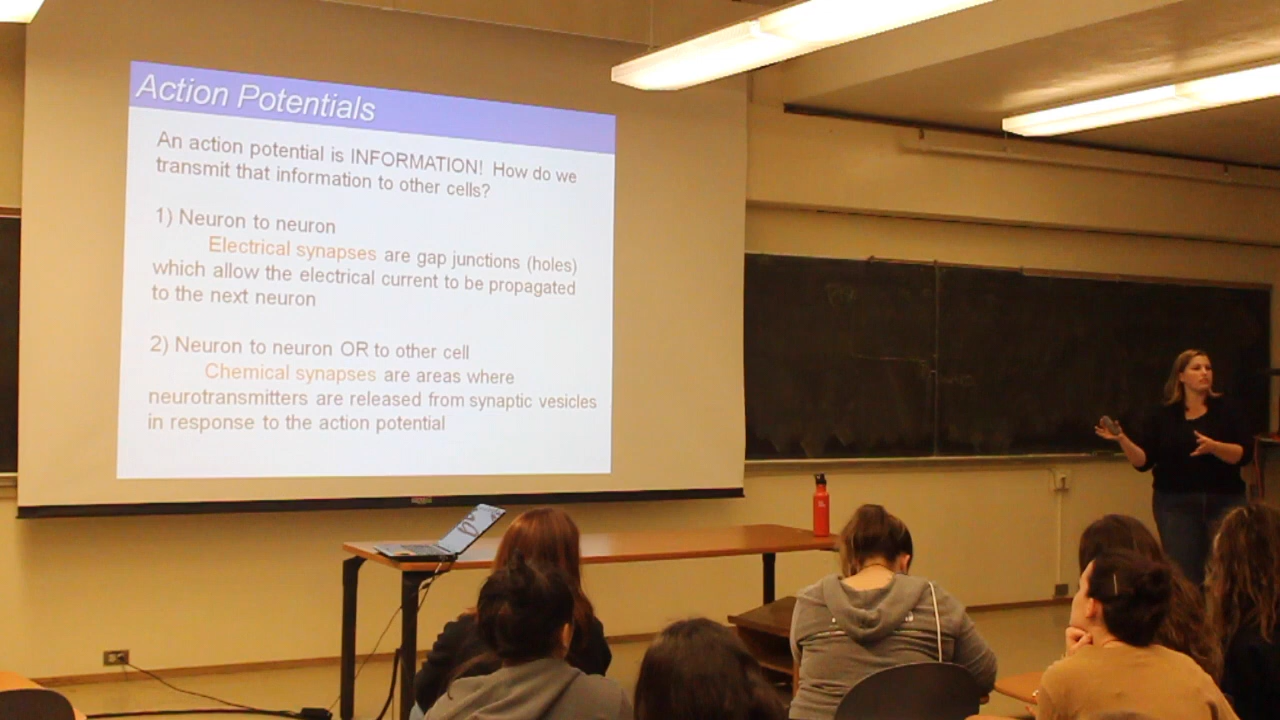 Action Potentials
An action potential is INFORMATION! How do we
transmit that information to other cells?
1) Neuron to neuron
Electrical synapses are gap junctions (holes)
which allow the electrical current to be propagated
to the next neuron
2) Neuron to neuron OR to other cell
Chemical synapses are areas where
neurotransmitters are released from synaptic vesicles
in response to the action potential